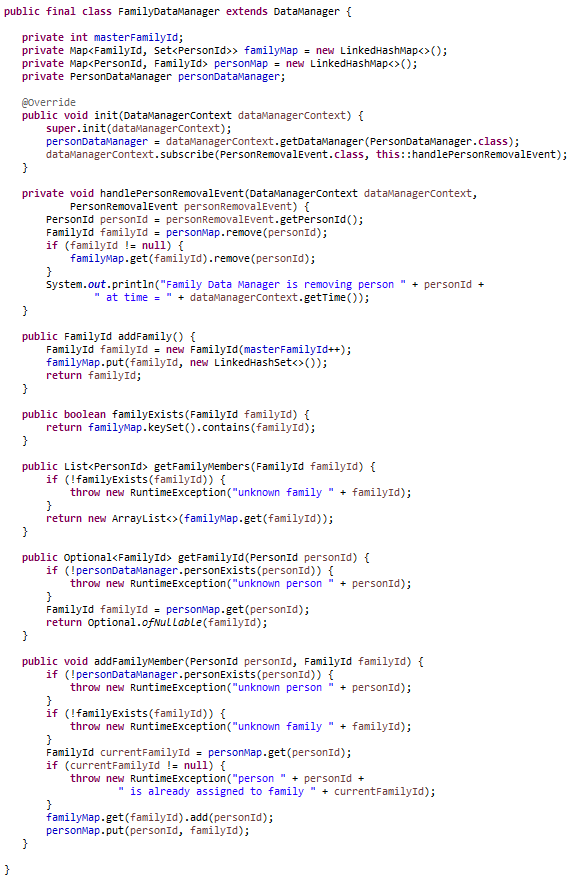 public final class FamilyDataManager extends DataManager {
private int masterFamilyId;
private Map<FamilyId, Set<PersonId>> familyMap = new LinkedHashMap<>();
private Map<PersonId, FamilyId> personMap = new LinkedHashMap<>();
private PersonDataManager personDataManager;
@Override
public void init(DataManagerContext dataManagerContext) {
super.init(dataManagerContext);
personDataManager = dataManagerContext.getDataManager(PersonDataManager.class);
dataManagerContext.subscribe(PersonRemovalEvent.class, this::handlePersonRemovalEvent);
}
private void handlePersonRemovalEvent(DataManagerContext dataManagerContext,
PersonRemovalEvent personRemovalEvent) {
PersonId personId = personRemovalEvent.getPersonId();
FamilyId familyId = personMap.remove(personId);
if (familyId != null) {
familyMap.get(familyId).remove(personId);
}
System.out.println("Family Data Manager is removing person " + personId +
" at time = " + dataManagerContext.getTime());
}
public FamilyId addFamily() {
FamilyId familyId = new FamilyId(masterFamilyId++);
familyMap.put(familyId, new LinkedHashSet<>());
return familyId;
}
public boolean familyExists(FamilyId familyId) {
return familyMap.keySet().contains(familyId);
}
public List<PersonId> getFamilyMembers(FamilyId familyId) {
if (!familyExists(familyId)) {
throw new RuntimeException("unknown family " + familyId);
}
return new ArrayList<>(familyMap.get(familyId));
}
public Optional<FamilyId> getFamilyId(PersonId personId) {
if (!personDataManager.personExists(personId)) {
throw new RuntimeException("unknown person " + personId);
}
FamilyId familyId = personMap.get(personId);
return Optional.ofNullable(familyId);
}
public void addFamilyMember(PersonId personId, FamilyId familyId) {
if (!personDataManager.personExists(personId)) {
throw new RuntimeException("unknown person " + personId);
}
if (!familyExists(familyId)) {
throw new RuntimeException("unknown family " + familyId);
}
FamilyId currentFamilyId = personMap.get(personId);
if (currentFamilyId != null) {
throw new RuntimeException("person " + personId +
" is already assigned to family " + currentFamilyId);
}
familyMap.get(familyId).add(personId);
personMap.put(personId, familyId);
}
}